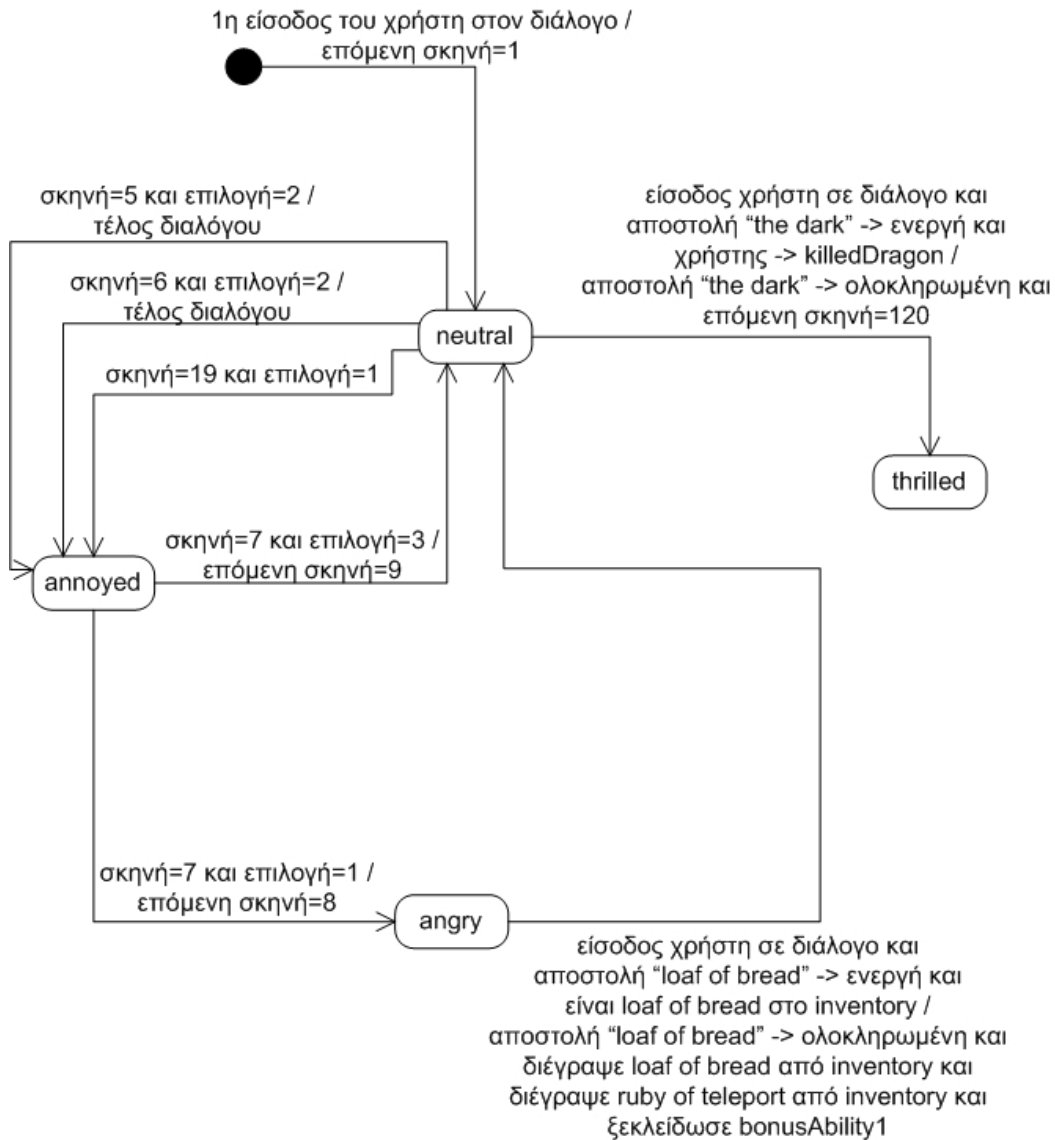 1η είσοδος του χρήστη στον διάλογο /
επόμενη σκηνή=1
σκηνή=5 και επιλογή=2 /
τέλος διαλόγου
σκηνή=6 και επιλογή=2 /
τέλος διαλόγου
σκηνή=19 και επιλογή=1
neutral
είσοδος χρήστη σε διάλογο και
αποστολή “the dark” -> ενεργή και
χρήστης -> killedDragon /
αποστολή “the dark” -> ολοκληρωμένη και
επόμενη σκηνή=120
thrilled
σκηνή=7 και επιλογή=3 /
επόμενη σκηνή=9
annoyed
σκηνή=7 και επιλογή=1 /
επόμενη σκηνή=8
angry
είσοδος χρήστη σε διάλογο και
αποστολή “loaf of bread” -> ενεργή και
είναι loaf of bread στο inventory /
αποστολή “loaf of bread” -> ολοκληρωμένη και
διέγραψε loaf of bread από inventory και
διέγραψε ruby of teleport από inventory και
ξεκλείδωσε bonusAbility1